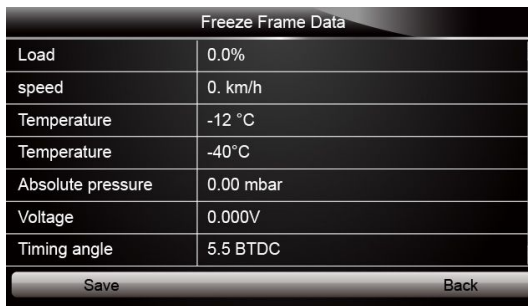 Freeze Frame Data
Load 0.0%
speed 0. km/h
Temperature -12 °C
Temperature -40°C
Absolute pressure 0.00 mbar
Voltage 0.000V
Timing angle 5.5 BTDC
Save Back